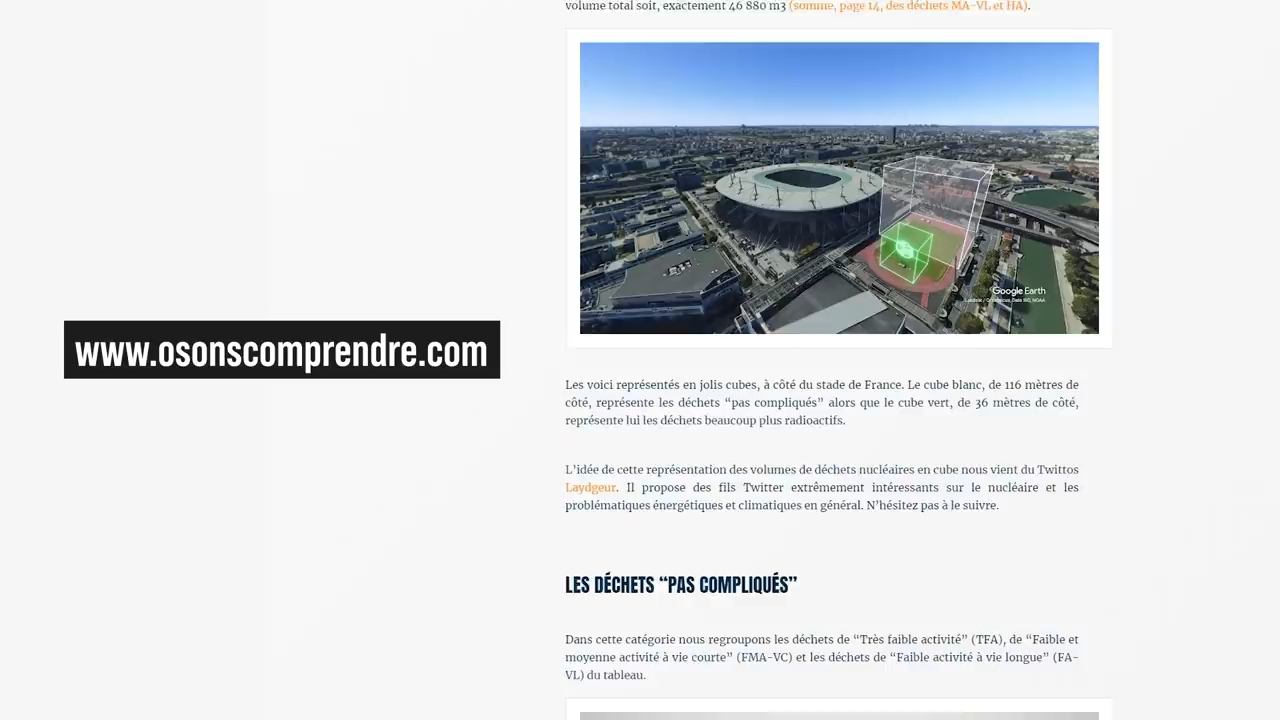 volume total soit, exactement 46 880 m3 (somme, page 14, des déchets MA-VL et HA).
Google Earth
www.osonscomprendre.com
Les voici représentés en jolis cubes, à côté du stade de France. Le cube blanc, de 116 mètres de
côté, représente les déchets “pas compliqués” alors que le cube vert, de 36 mètres de côté,
représente lui les déchets beaucoup plus radioactifs.
L’idée de cette représentation des volumes de déchets nucléaires en cube nous vient du Twittos
Laydgeur. Il propose des fils Twitter extrêmement intéressants sur le nucléaire et les
problématiques énergétiques et climatiques en général. N’hésitez pas à le suivre.
LES DÉCHETS “PAS COMPLIQUÉS”
Dans cette catégorie nous regroupons les déchets de “Très faible activité” (TFA), de “Faible et
moyenne activité à vie courte” (FMA-VC) et les déchets de “Faible activité à vie longue” (FA-
VL) du tableau.